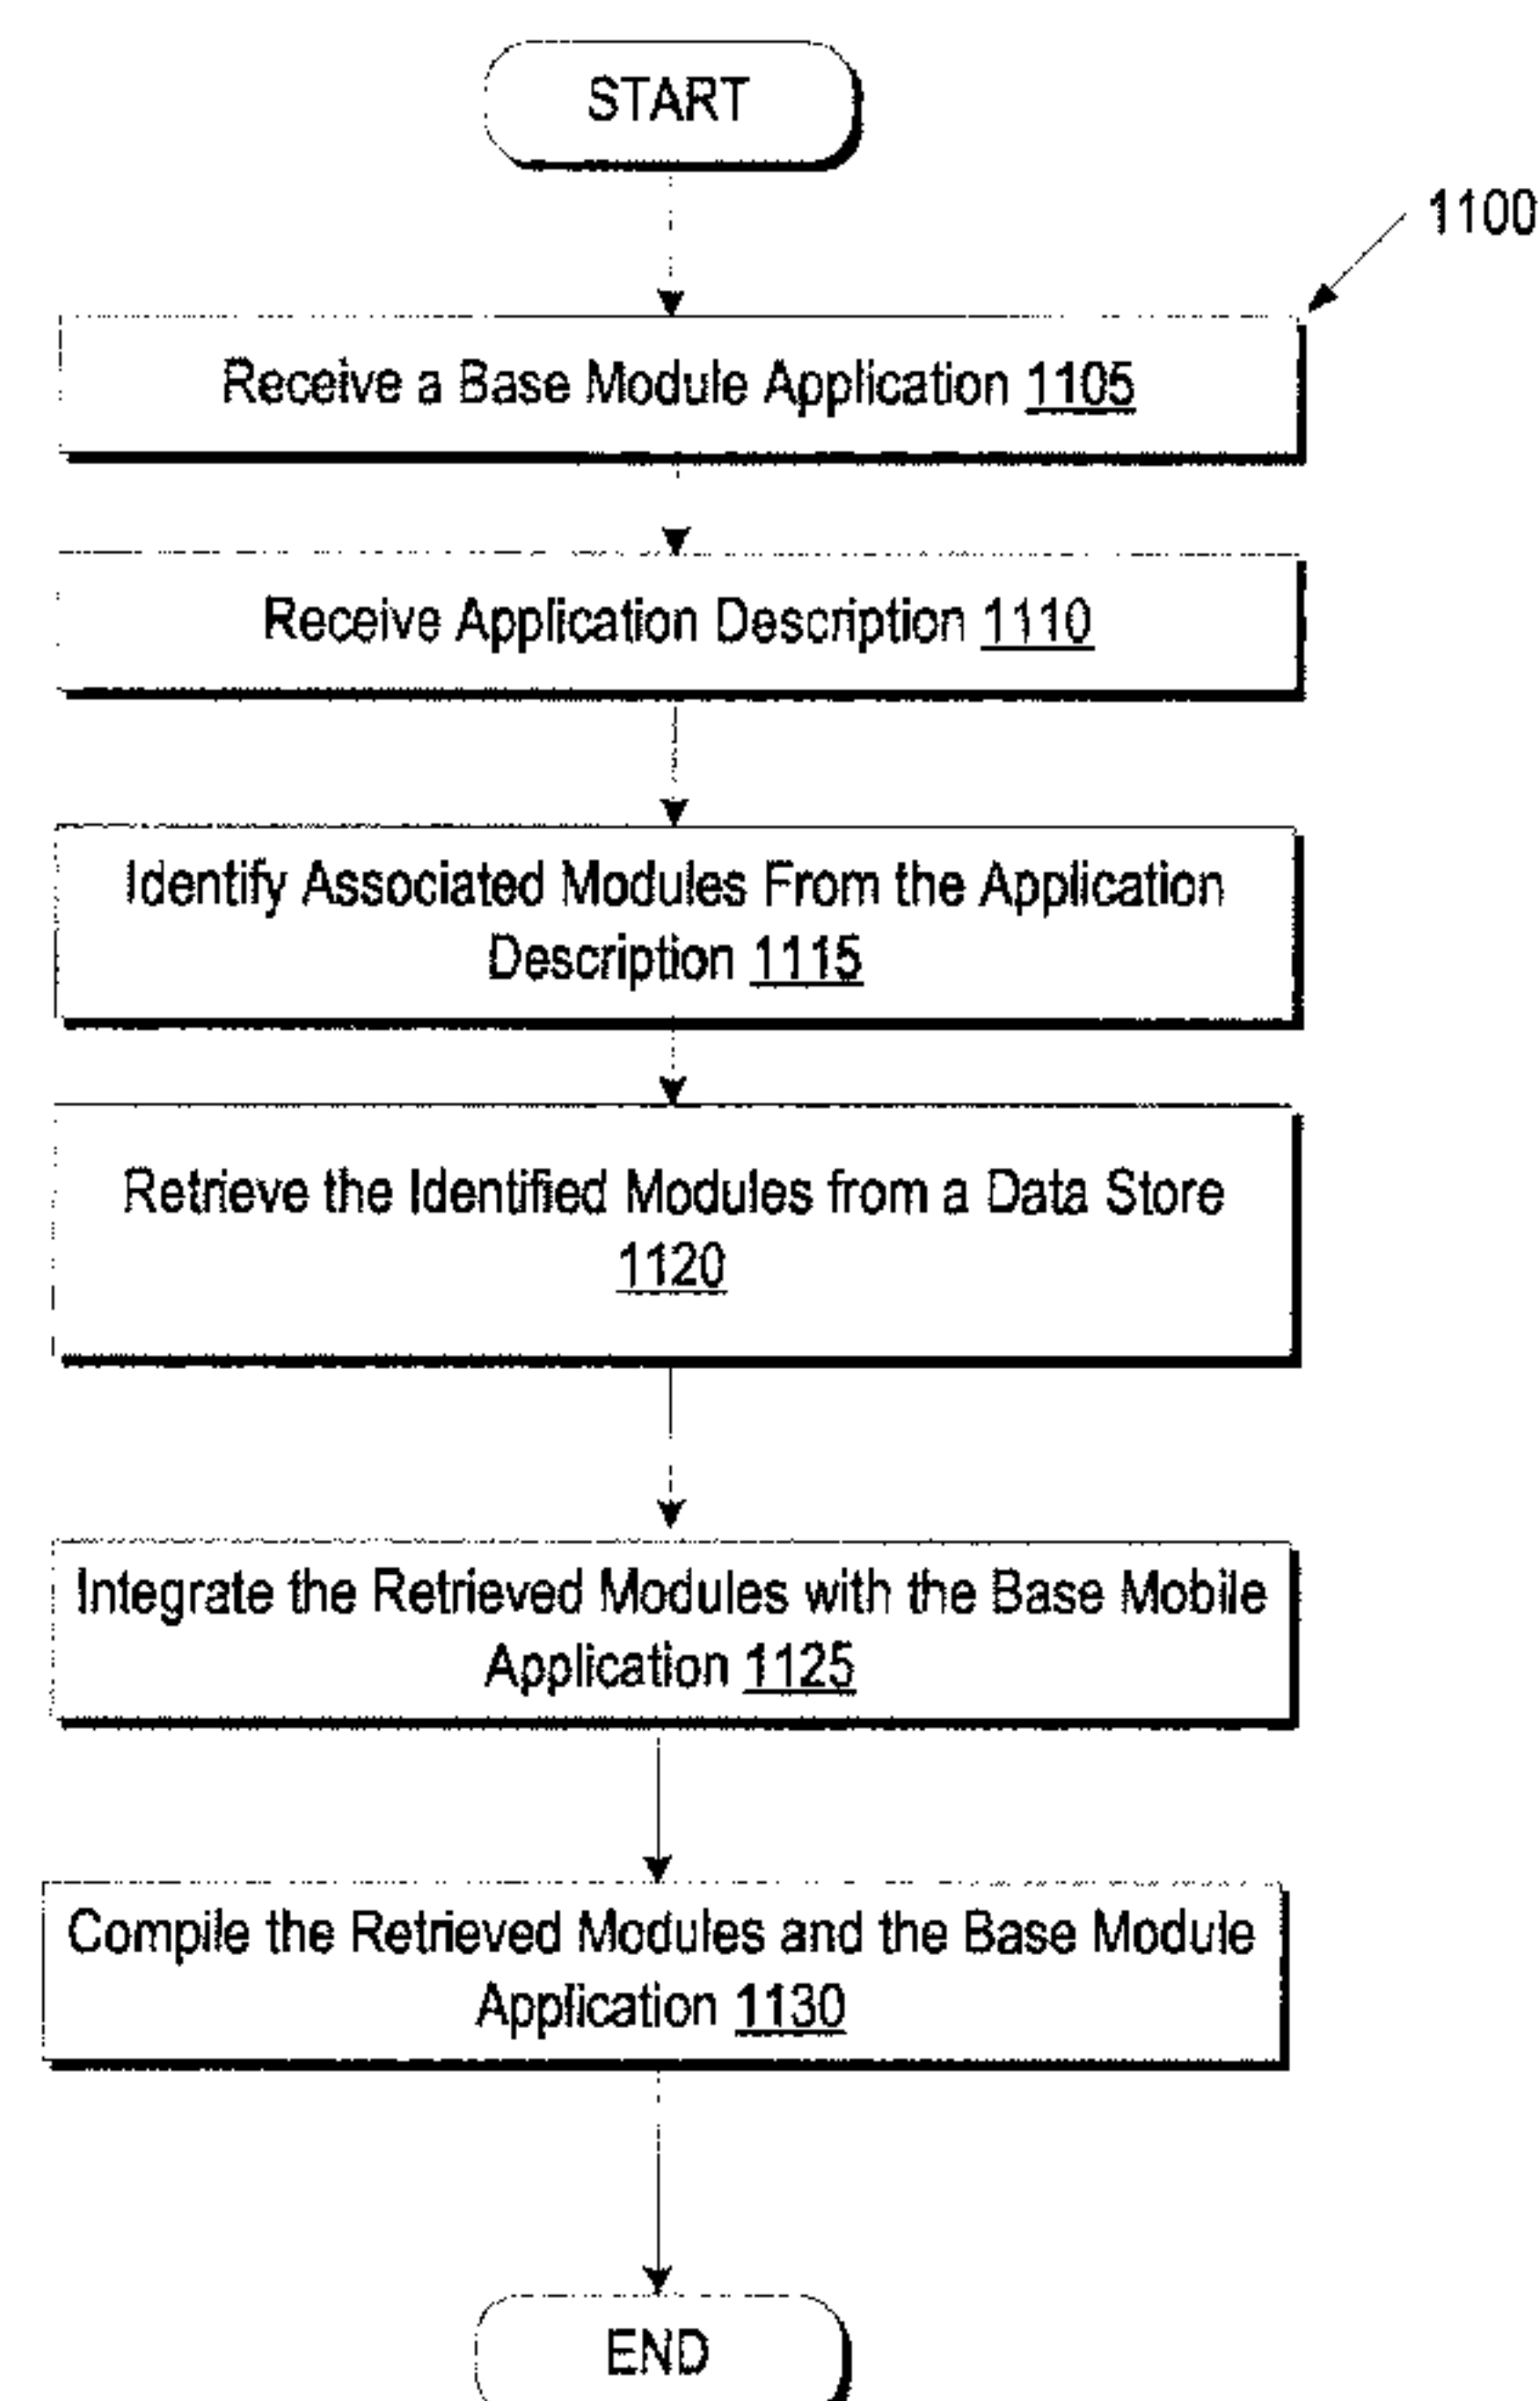 START
1100
Receive a Base Module Application 1105
Receive Application Description 1110
Identify Associated Modules From the Application
Description 1115
Retrieve the Identified Modules from a Data Store
1120
Integrate the Retrieved Modules with the Base Mobile
Application 1125
Compile the Retrieved Modules and the Base Module
Application 1130
END